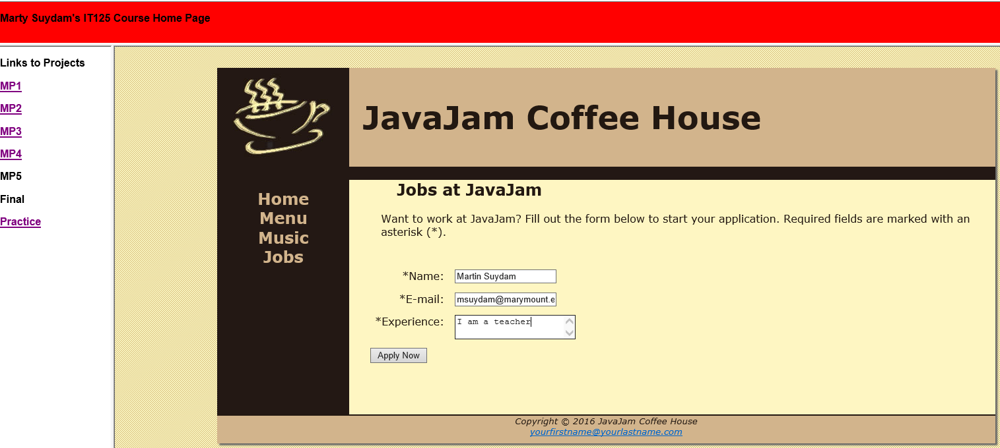 Marty Suydam's IT125 Course Home Page
Links to Projects
MP1
MP2
MP3
MP4
MP5
Final
Practice
JavaJam Coffee House
Home
Menu
Music
Jobs
Jobs at JavaJam
Want to work at JavaJam? Fill out the form below to start your application. Required fields are marked with an
asterisk (*).
*Name: Martin Suydam
*E-mail: msuydam@marymount.e
*Experience: I am a teacher
Apply Now
Copyright © 2016 JavaJam Coffee House
yourfirstname@yourlastname.com